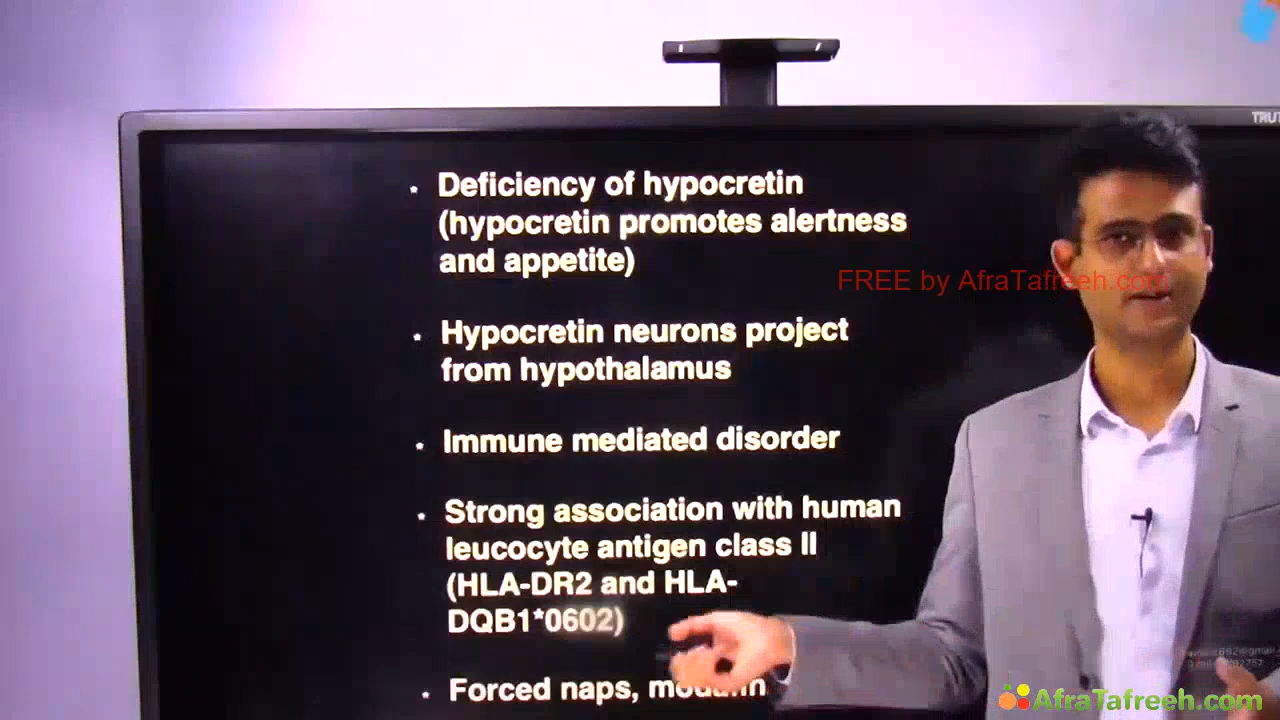 TRUT
* Deficiency of hypocretin
(hypocretin promotes alertness
and appetite)
FREE by AfraTafreeh.com
* Hypocretin neurons project
from hypothalamus
* Immune mediated disorder
* Strong association with human
leucocyte antigen class II
(HLA-DR2 and HLA-
DQB1*0602)
* Forced naps,
AfraTafreeh.com